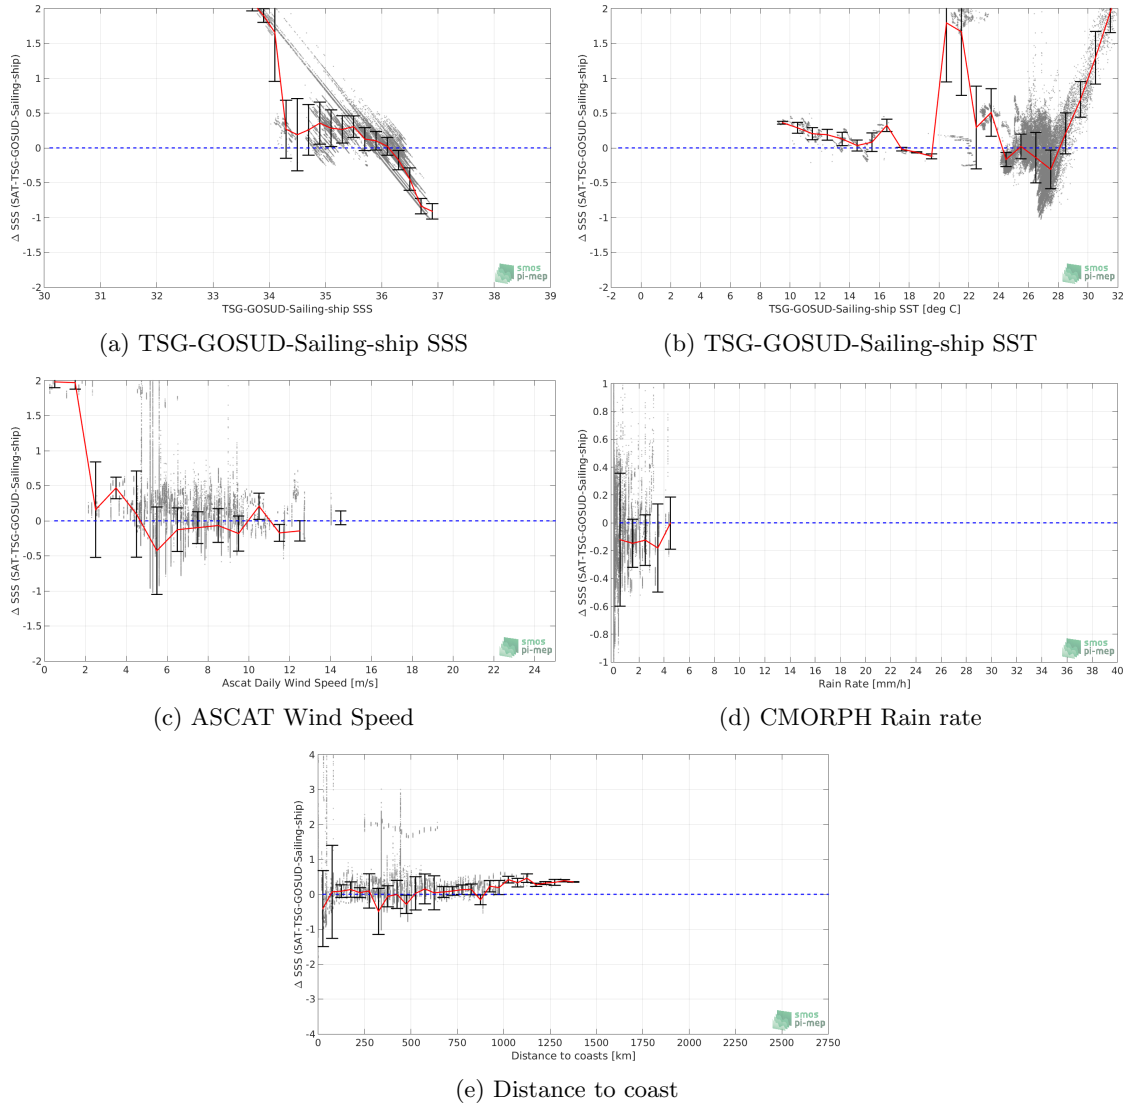 2
1.5
1
0.5
0
-0.5
-1
-1.5
-2
Δ SSS (SAT-TSG-GOSUD-Sailing-ship)
30 31 32 33 34 35 36 37 38 39
TSG-GOSUD-Sailing-ship SSS
smos
pi-mep
(a) TSG-GOSUD-Sailing-ship SSS
2
1.5
1
0.5
0
-0.5
-1
-1.5
-2
Δ SSS (SAT-TSG-GOSUD-Sailing-ship)
-2 0 2 4 6 8 10 12 14 16 18 20 22 24 26 28 30 32
TSG-GOSUD-Sailing-ship SST [deg C]
smos
pi-mep
(b) TSG-GOSUD-Sailing-ship SST
2
1.5
1
0.5
0
-0.5
-1
-1.5
-2
Δ SSS (SAT-TSG-GOSUD-Sailing-ship)
0 2 4 6 8 10 12 14 16 18 20 22 24
Ascat Daily Wind Speed [m/s]
smos
pi-mep
(c) ASCAT Wind Speed
1
0.8
0.6
0.4
0.2
0
-0.2
-0.4
-0.6
-0.8
-1
Δ SSS (SAT-TSG-GOSUD-Sailing-ship)
0 2 4 6 8 10 12 14 16 18 20 22 24 26 28 30 32 34 36 38 40
Rain Rate [mm/h]
smos
pi-mep
(d) CMORPH Rain rate
4
3
2
1
0
-1
-2
-3
-4
Δ SSS (SAT-TSG-GOSUD-Sailing-ship)
0 250 500 750 1000 1250 1500 1750 2000 2250 2500 2750
Distance to coasts [km]
smos
pi-mep
(e) Distance to coast